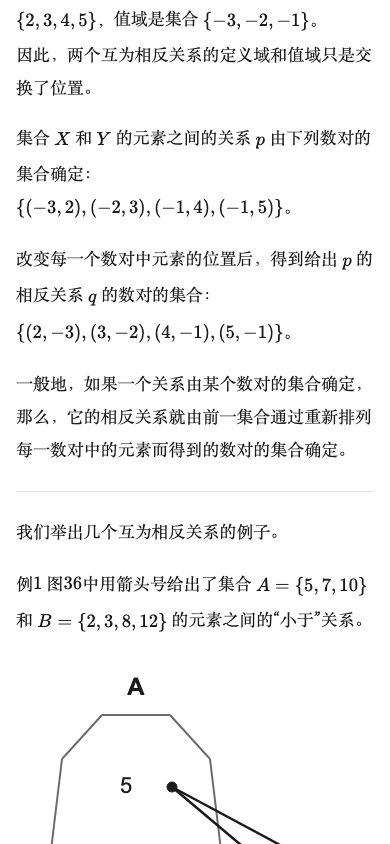 {2, 3, 4, 5}，值域是集合 {−3, −2, −1}。
因此，两个互为相反关系的定义域和值域只是交
换了位置。
集合 X 和 Y 的元素之间的关系 p 由下列数对的
集合确定：
{(−3, 2), (−2, 3), (−1, 4), (−1, 5)}。
改变每一个数对中元素的位置后，得到给出 p 的
相反关系 q 的数对的集合：
{(2, −3), (3, −2), (4, −1), (5, −1)}。
一般地，如果一个关系由某个数对的集合确定，
那么，它的相反关系就由前一集合通过重新排列
每一数对中的元素而得到的数对的集合确定。
我们举出几个互为相反关系的例子。
例1 图36中用箭头号给出了集合 A = {5, 7, 10}
和 B = {2, 3, 8, 12} 的元素之间的“小于”关系。
A
5